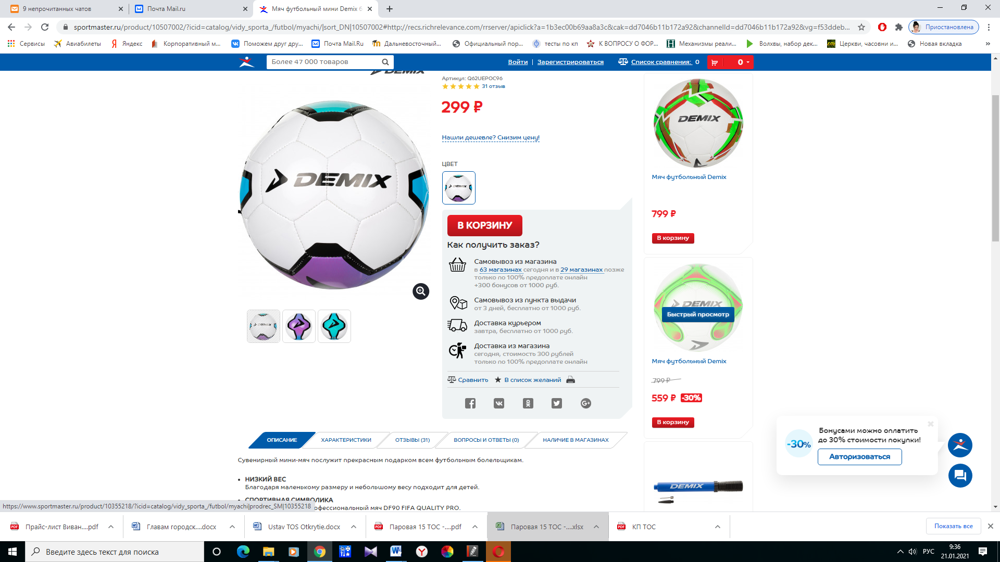 9 непрочитанных чатов
Почта Mail.ru
Мяч футбольный мини Demix б
sportmaster.ru/product/10507002/?icid=catalog/vidy_sporta_/futbol/myachi/|sort_DN|10507002#http://recs.richrelevance.com/rrserver/apiclick?a=1b3ec00b69aa8a3c&cak=dd7046b11b172a92&channelId=dd7046b11b172a92&vg=f53ddeb...
Приостановлена
Сервисы
Авиабилеты
Яндекс
Корпоративный м...
Поможем друг дру...
Почта Mail.Ru
Дальневосточный...
Официальный пор...
тесты по кп
К ВОПРОСУ О ФОР...
Механизмы реали...
Волхвы, набор дек...
Церкви, часовни и...
Новая вкладка
Более 47 000 товаров
Войти | Зарегистрироваться
Список сравнения: 0
0
DEMIX
Артикул: Q62UEPOC96
31 отзыв
299 ₽
Нашли дешевле? Снизим цену!
ЦВЕТ
DEMIX
В КОРЗИНУ
Как получить заказ?
Самовывоз из магазина
в 63 магазинах сегодня и в 29 магазинах позже
только по 100% предоплате онлайн
+300 бонусов от 1000 руб.
Самовывоз из пункта выдачи
от 3 дней, бесплатно от 1000 руб.
Доставка курьером
завтра, бесплатно от 1000 руб.
Доставка из магазина
сегодня, стоимость 300 рублей
только по 100% предоплате онлайн
Сравнить
В список желаний
DEMIX
Мяч футбольный Demix
799 ₽
В корзину
DEMIX
Быстрый просмотр
Мяч футбольный Demix
799 ₽
559 ₽ -30%
В корзину
DEMIX
ОПИСАНИЕ
ХАРАКТЕРИСТИКИ
ОТЗЫВЫ (31)
ВОПРОСЫ И ОТВЕТЫ (0)
НАЛИЧИЕ В МАГАЗИНАХ
Сувенирный мини-мяч послужит прекрасным подарком всем футбольным болельщикам.
НИЗКИЙ ВЕС
Благодаря маленькому размеру и небольшому весу подходит для детей.
СПОРТИВНАЯ СИМВОЛИКА
офессиональный мяч DF90 FIFA QUALITY PRO.
-30%
Бонусами можно оплатить
до 30% стоимости покупки!
Авторизоваться
https://www.sportmaster.ru/product/10355218/?icid=catalog/vidy_sporta_/futbol/myachi|prodrec_SM|10355218
Прайс-лист Виван....pdf
Главам городск....docx
Ustav TOS Otkrytie.docx
Паровая 15 ТОС -....pdf
Паровая 15 ТОС -....xlsx
КП ТОС
Показать все
Введите здесь текст для поиска
РУС
9:36
21.01.2021